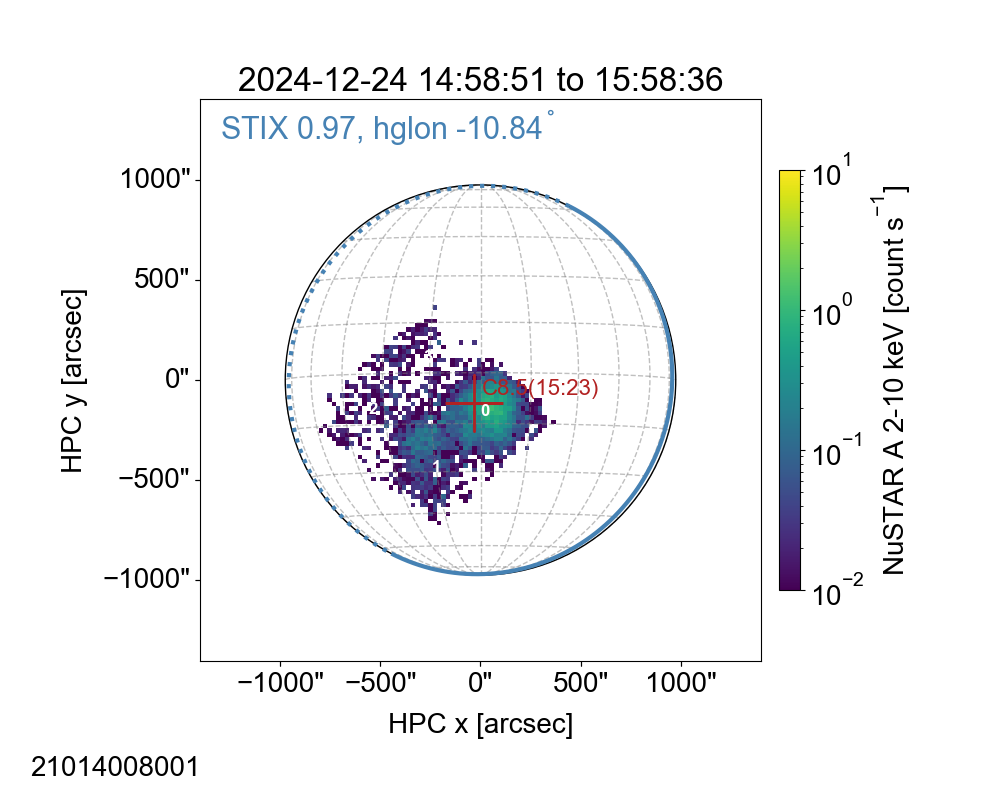 2024-12-24 14:58:51 to 15:58:36
STIX 0.97, hglon -10.84°
1000"
500"
0"
−500"
−1000"
HPC y [arcsec]
C8.5(15:23)
0
1
2
−1000" −500" 0" 500" 1000"
HPC x [arcsec]
10¹
10⁰
10⁻¹
10⁻²
NuSTAR A 2-10 keV [count s⁻¹]
21014008001